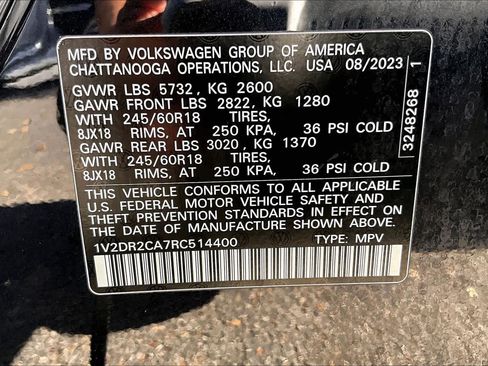 MFD BY VOLKSWAGEN GROUP OF AMERICA
CHATTANOOGA OPERATIONS, LLC. USA 08/2023
GVWR LBS 5732 , KG 2600
GAWR FRONT LBS 2822, KG 1280
WITH 245/60R18 TIRES,
8JX18 RIMS, AT 250 KPA, 36 PSI COLD
GAWR REAR LBS 3020, KG 1370
WITH 245/60R18 TIRES,
8JX18 RIMS, AT 250 KPA, 36 PSI COLD
THIS VEHICLE CONFORMS TO ALL APPLICABLE
U.S. FEDERAL MOTOR VEHICLE SAFETY AND
THEFT PREVENTION STANDARDS IN EFFECT ON
THE DATE OF MANUFACTURE SHOWN ABOVE.
1V2DR2CA7RC514400 TYPE: MPV
3248268 1